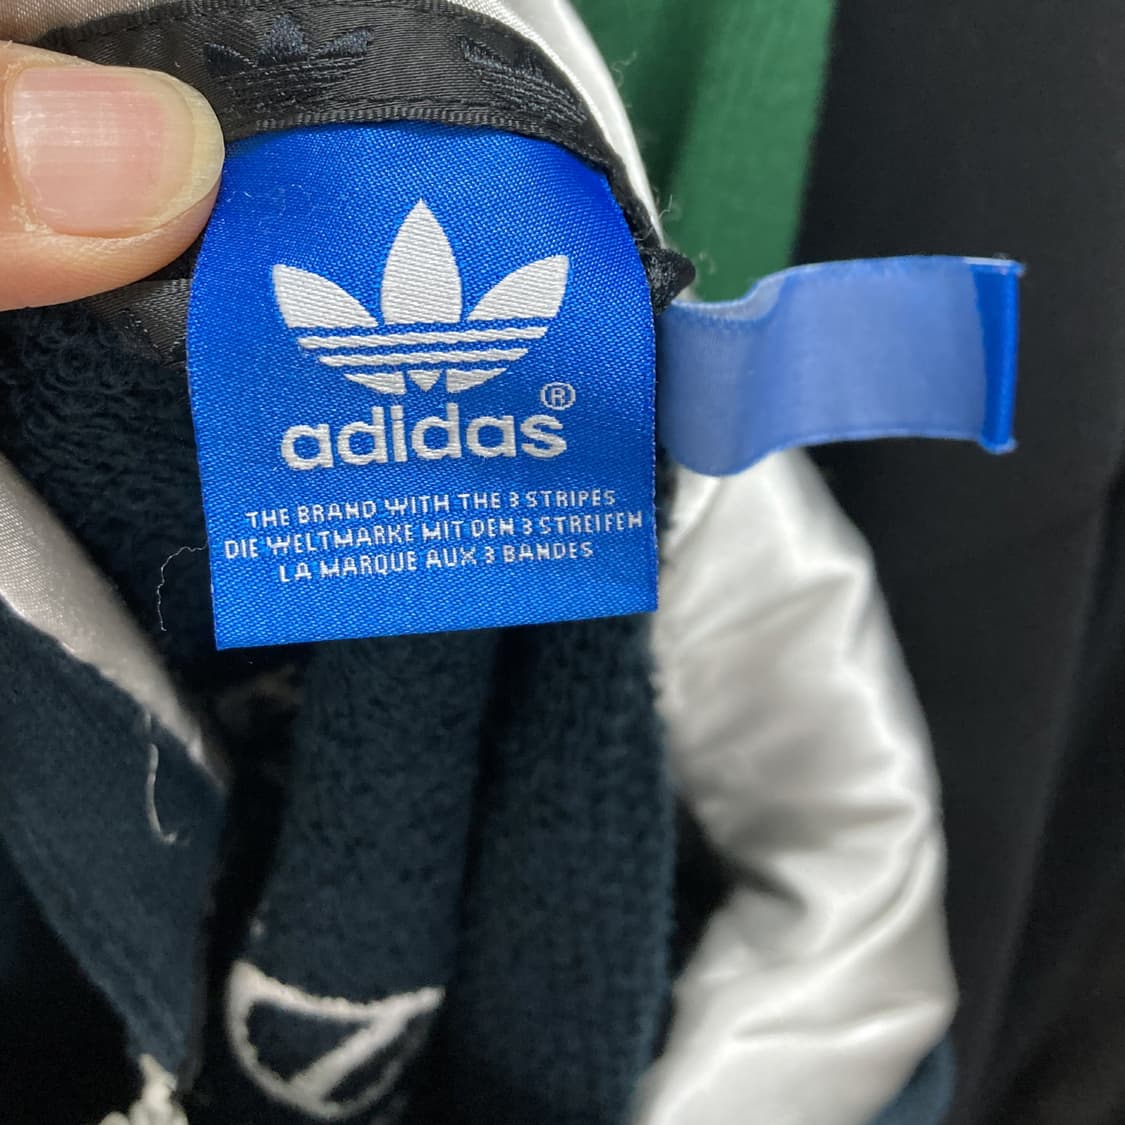 adidas®
THE BRAND WITH THE 3 STRIPES
DIE WELTMARKE MIT DEN 3 STREIFEN
LA MARQUE AUX 3 BANDES